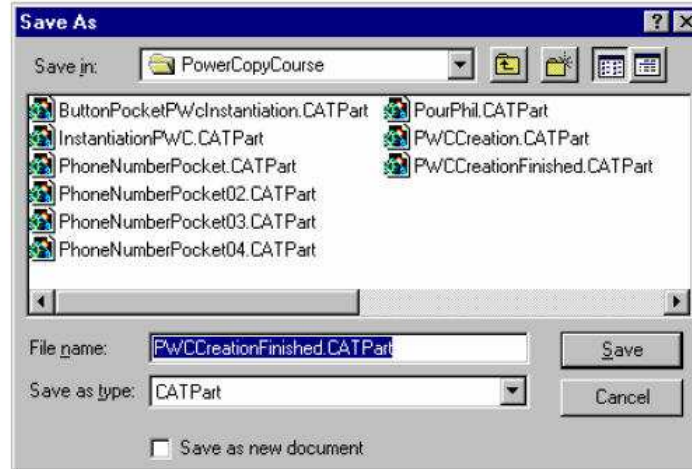 Save As
Save in: PowerCopyCourse
ButtonPocketPWcInstantiation.CATPart
InstantiationPWC.CATPart
PhoneNumberPocket.CATPart
PhoneNumberPocket02.CATPart
PhoneNumberPocket03.CATPart
PhoneNumberPocket04.CATPart
PourPhil.CATPart
PWCCreation.CATPart
PWCCreationFinished.CATPart
File name: PWCCreationFinished.CATPart Save
Save as type: CATPart Cancel
Save as new document